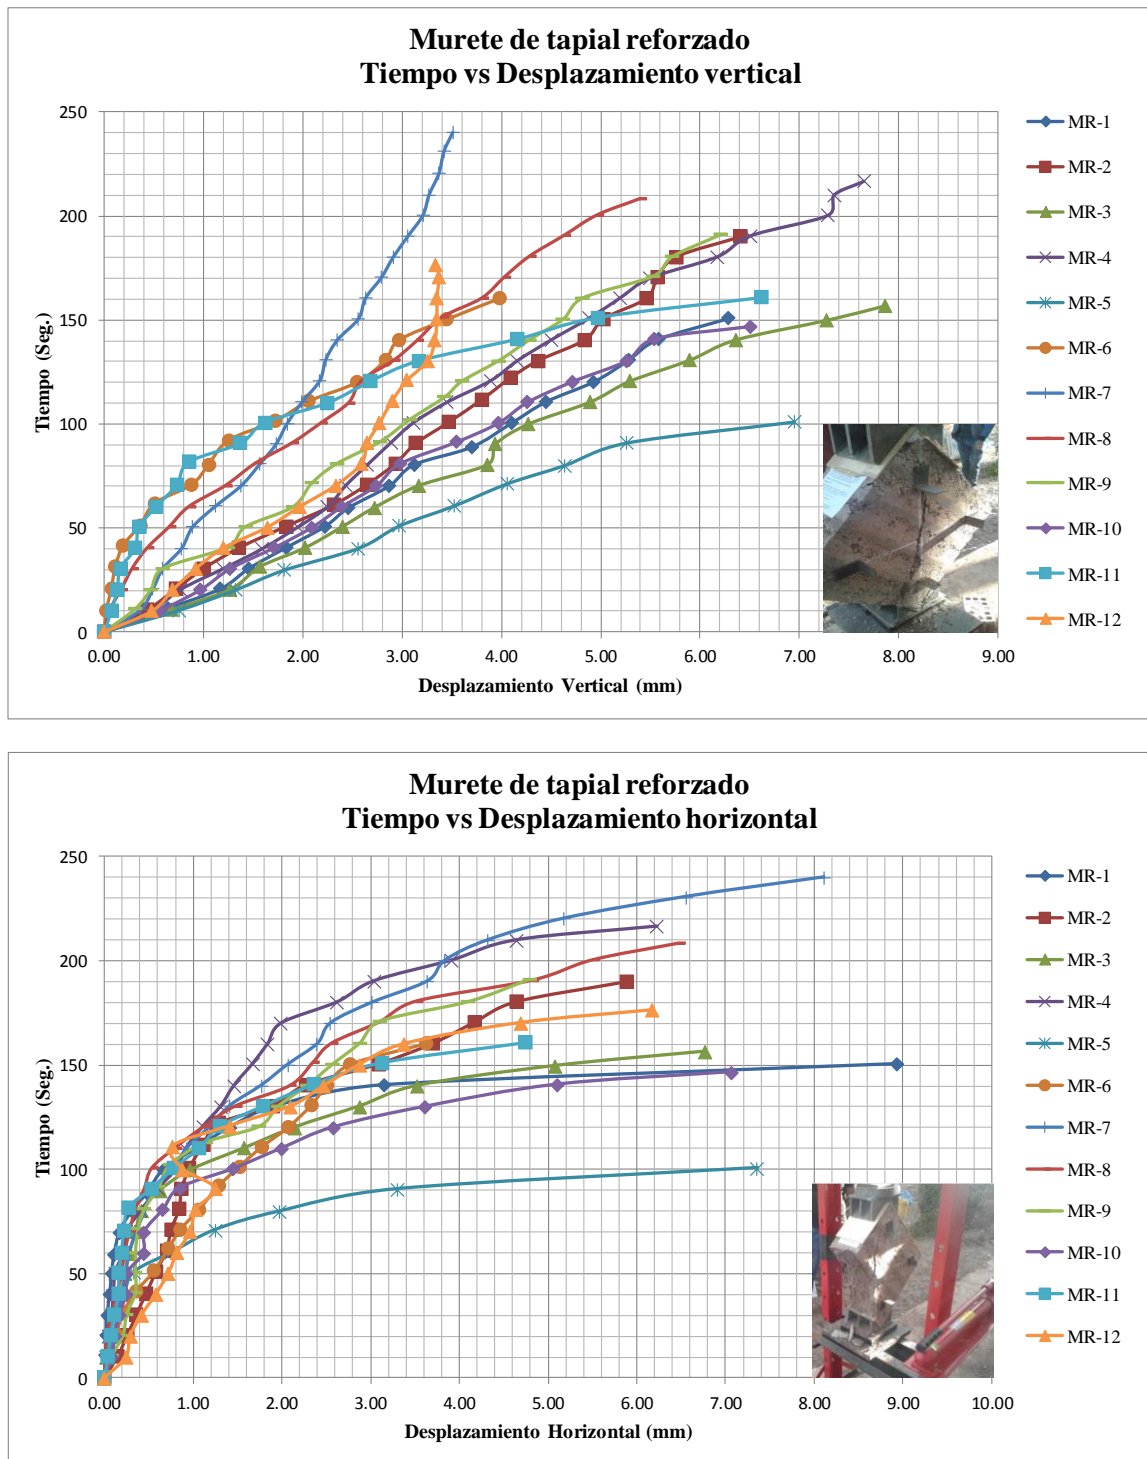 Murete de tapial reforzado
Tiempo vs Desplazamiento vertical
250
200
150
100
50
0
Tiempo (Seg.)
0.00 1.00 2.00 3.00 4.00 5.00 6.00 7.00 8.00 9.00
Desplazamiento Vertical (mm)
MR-1
MR-2
MR-3
MR-4
MR-5
MR-6
MR-7
MR-8
MR-9
MR-10
MR-11
MR-12
Murete de tapial reforzado
Tiempo vs Desplazamiento horizontal
250
200
150
100
50
0
Tiempo (Seg.)
0.00 1.00 2.00 3.00 4.00 5.00 6.00 7.00 8.00 9.00 10.00
Desplazamiento Horizontal (mm)
MR-1
MR-2
MR-3
MR-4
MR-5
MR-6
MR-7
MR-8
MR-9
MR-10
MR-11
MR-12